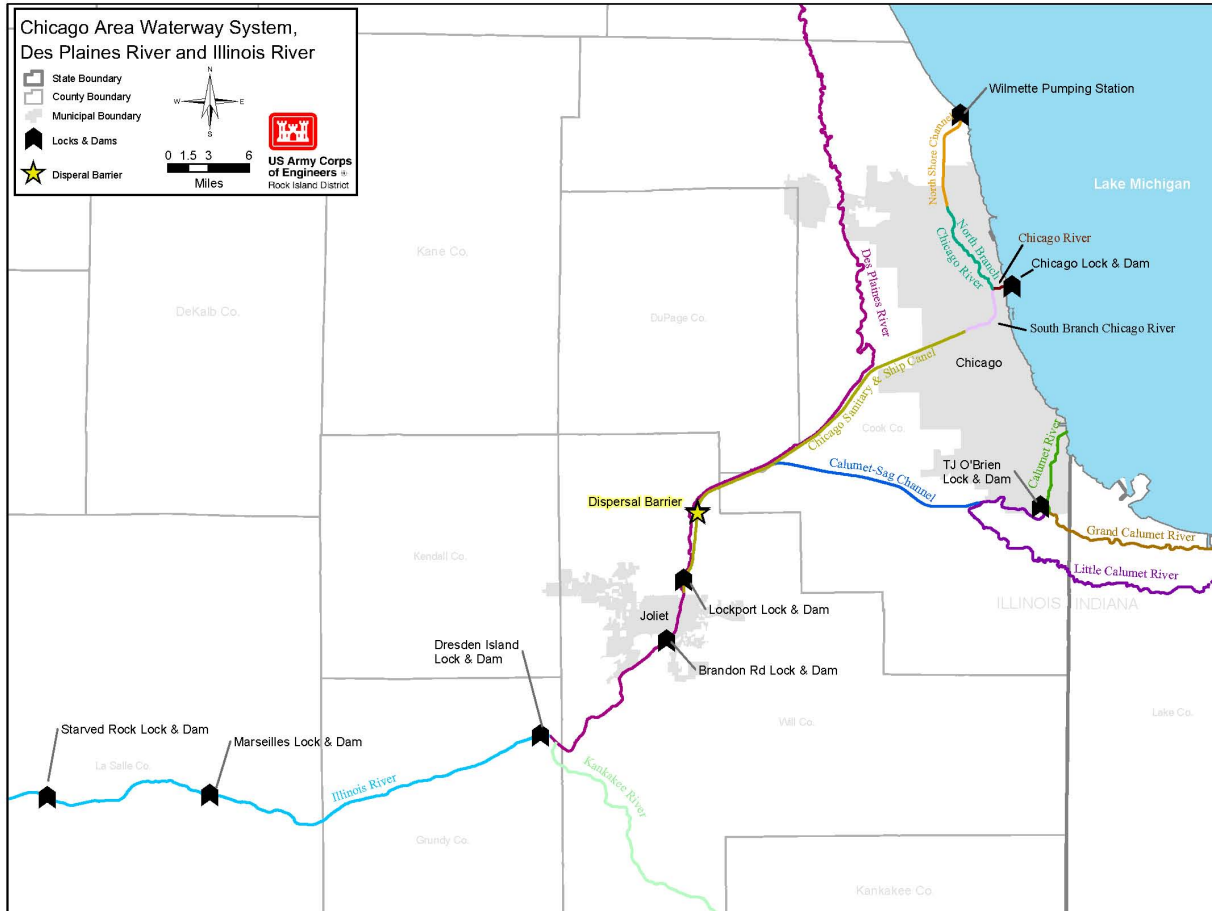 Chicago Area Waterway System,
Des Plaines River and Illinois River
State Boundary
County Boundary
Municipal Boundary
Locks & Dams
Disperal Barrier
N
W
E
S
0 1.5 3 6
Miles
US Army Corps
of Engineers
Rock Island District
Wilmette Pumping Station
North Shore Channel
Lake Michigan
North Branch
Chicago River
Chicago River
Chicago Lock & Dam
South Branch Chicago River
Des Plaines River
Kane Co.
DeKalb Co.
DuPage Co.
Chicago
Chicago Sanitary & Ship Canel
Cook Co.
Calumet River
TJ O'Brien
Lock & Dam
Calumet-Sag Channel
Dispersal Barrier
Grand Calumet River
Little Calumet River
Kendall Co.
ILLINOIS
INDIANA
Lockport Lock & Dam
Joliet
Dresden Island
Lock & Dam
Brandon Rd Lock & Dam
Will Co.
Lake Co.
Starved Rock Lock & Dam
Marseilles Lock & Dam
La Salle Co.
Illinois River
Kankakee River
Grundy Co.
Kankakee Co.